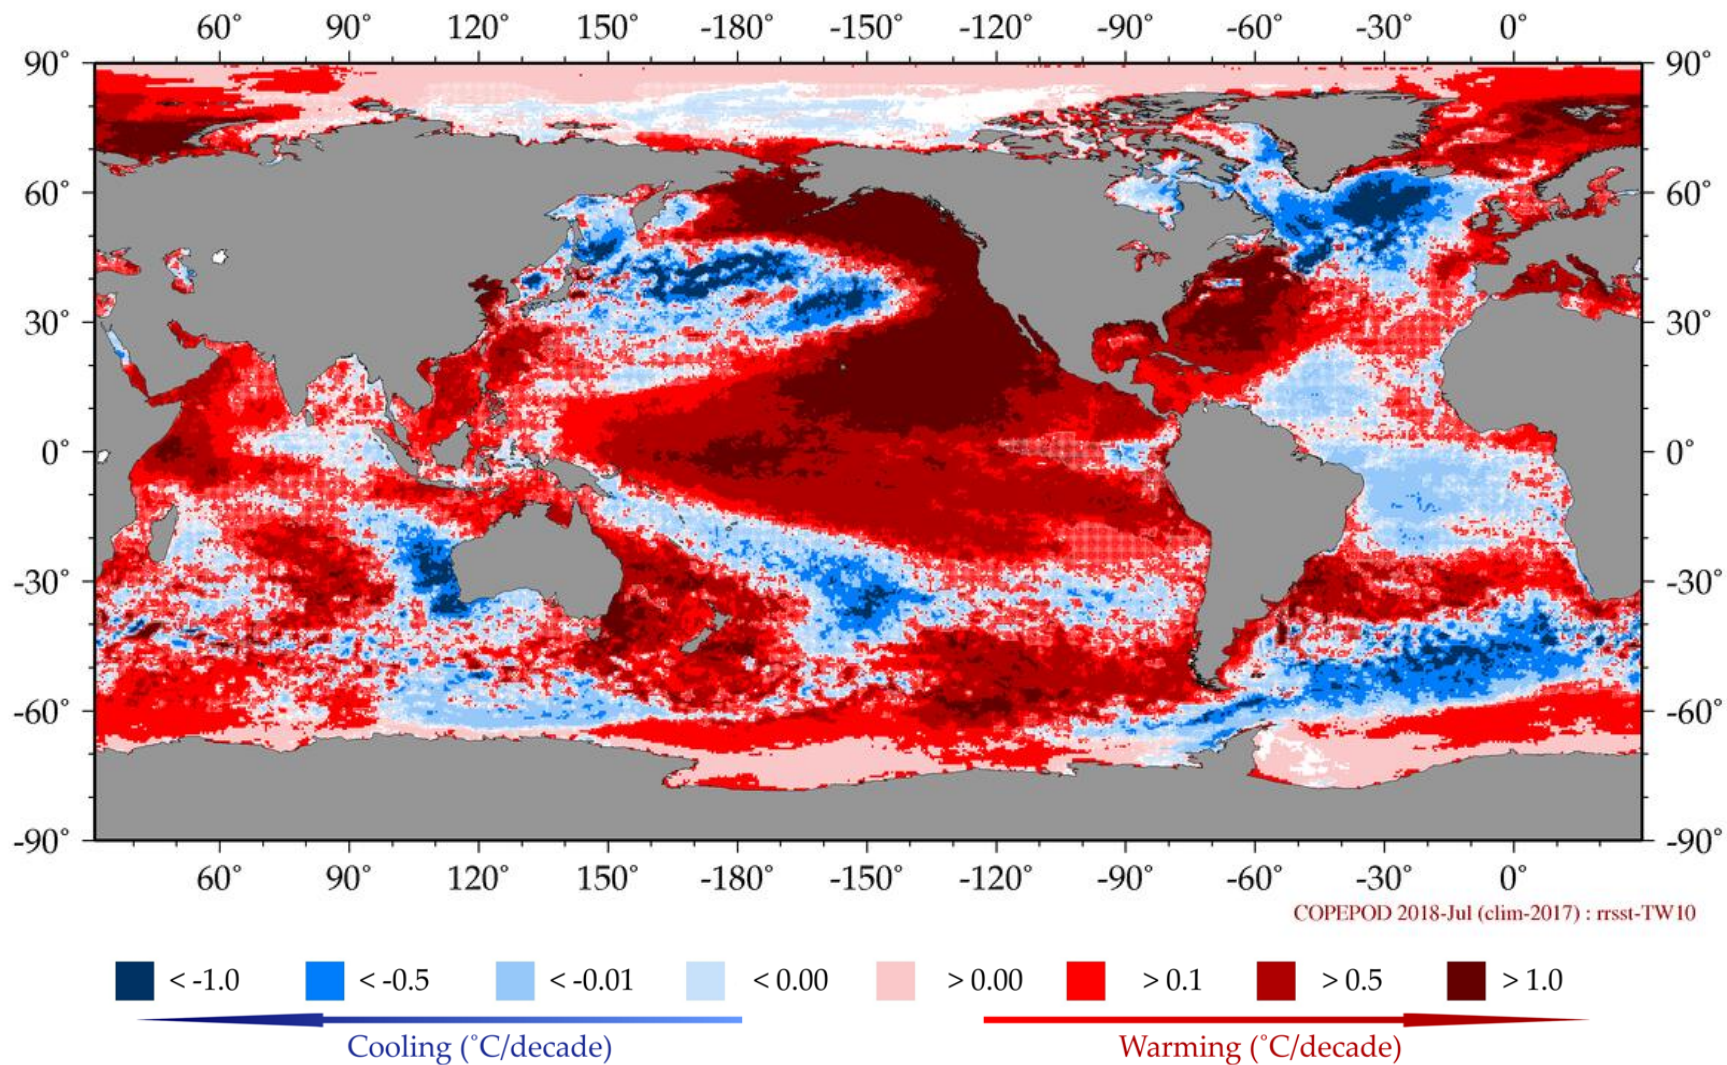 60° 90° 120° 150° -180° -150° -120° -90° -60° -30° 0°
90° 90°
60° 60°
30° 30°
0° 0°
-30° -30°
-60° -60°
-90° -90°
60° 90° 120° 150° -180° -150° -120° -90° -60° -30° 0°
COPEPOD 2018-Jul (clim-2017) : rrsst-TW10
< -1.0 < -0.5 < -0.01 < 0.00 > 0.00 > 0.1 > 0.5 > 1.0
Cooling (˚C/decade) Warming (˚C/decade)